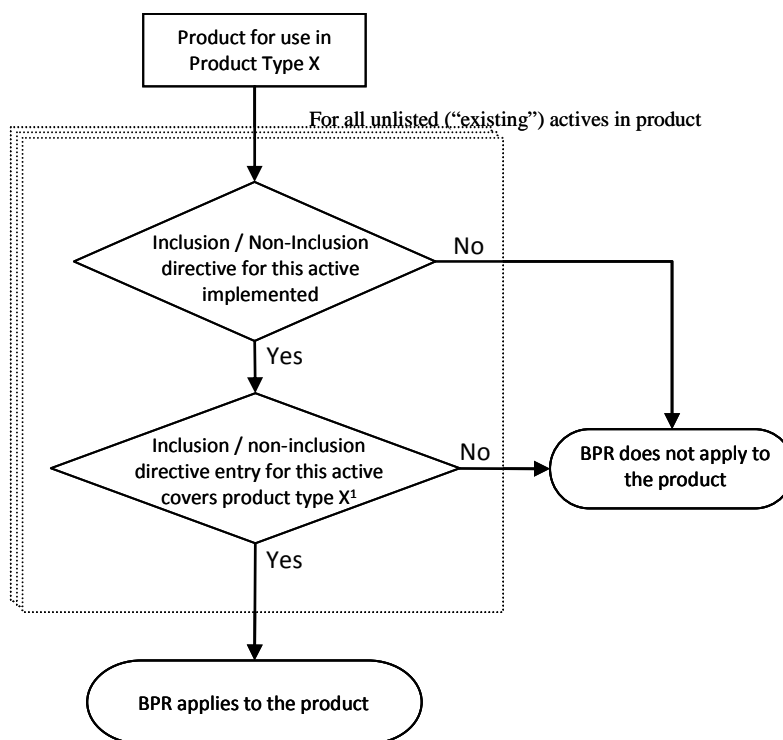 Product for use in
Product Type X
For all unlisted (“existing”) actives in product
Inclusion / Non-Inclusion
directive for this active
implemented
No
Yes
Inclusion / non-inclusion
directive entry for this active
covers product type X¹
No
BPR does not apply to
the product
Yes
BPR applies to the product